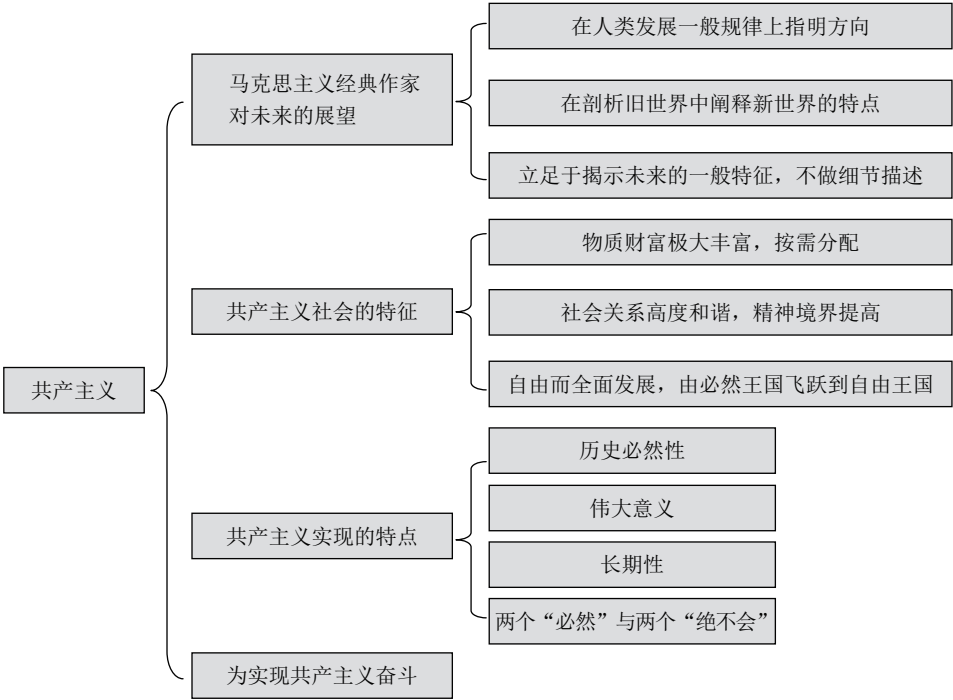 共产主义
马克思主义经典作家
对未来的展望
在人类发展一般规律上指明方向
在剖析旧世界中阐释新世界的特点
立足于揭示未来的一般特征，不做细节描述
共产主义社会的特征
物质财富极大丰富，按需分配
社会关系高度和谐，精神境界提高
自由而全面发展，由必然王国飞跃到自由王国
共产主义实现的特点
历史必然性
伟大意义
长期性
两个“必然”与两个“绝不会”
为实现共产主义奋斗